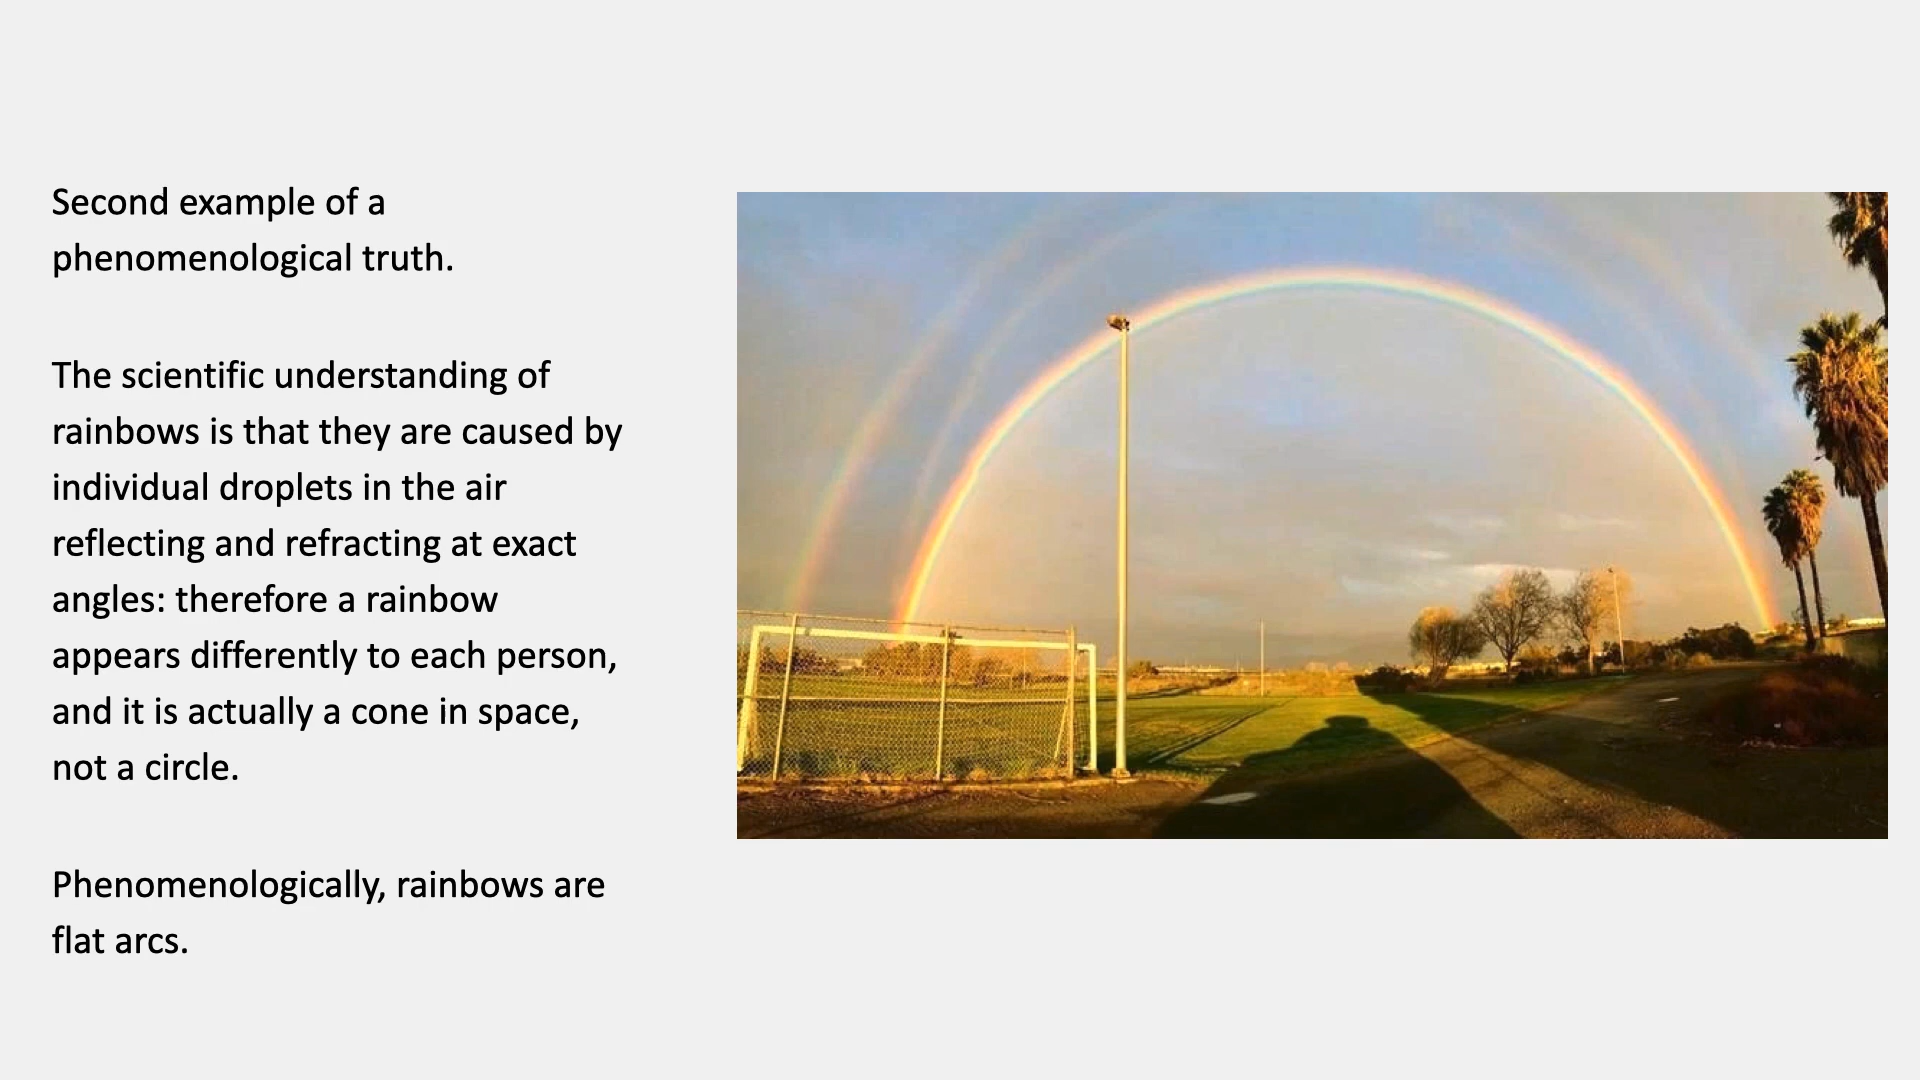 Second example of a
phenomenological truth.
The scientific understanding of
rainbows is that they are caused by
individual droplets in the air
reflecting and refracting at exact
angles: therefore a rainbow
appears differently to each person,
and it is actually a cone in space,
not a circle.
Phenomenologically, rainbows are
flat arcs.